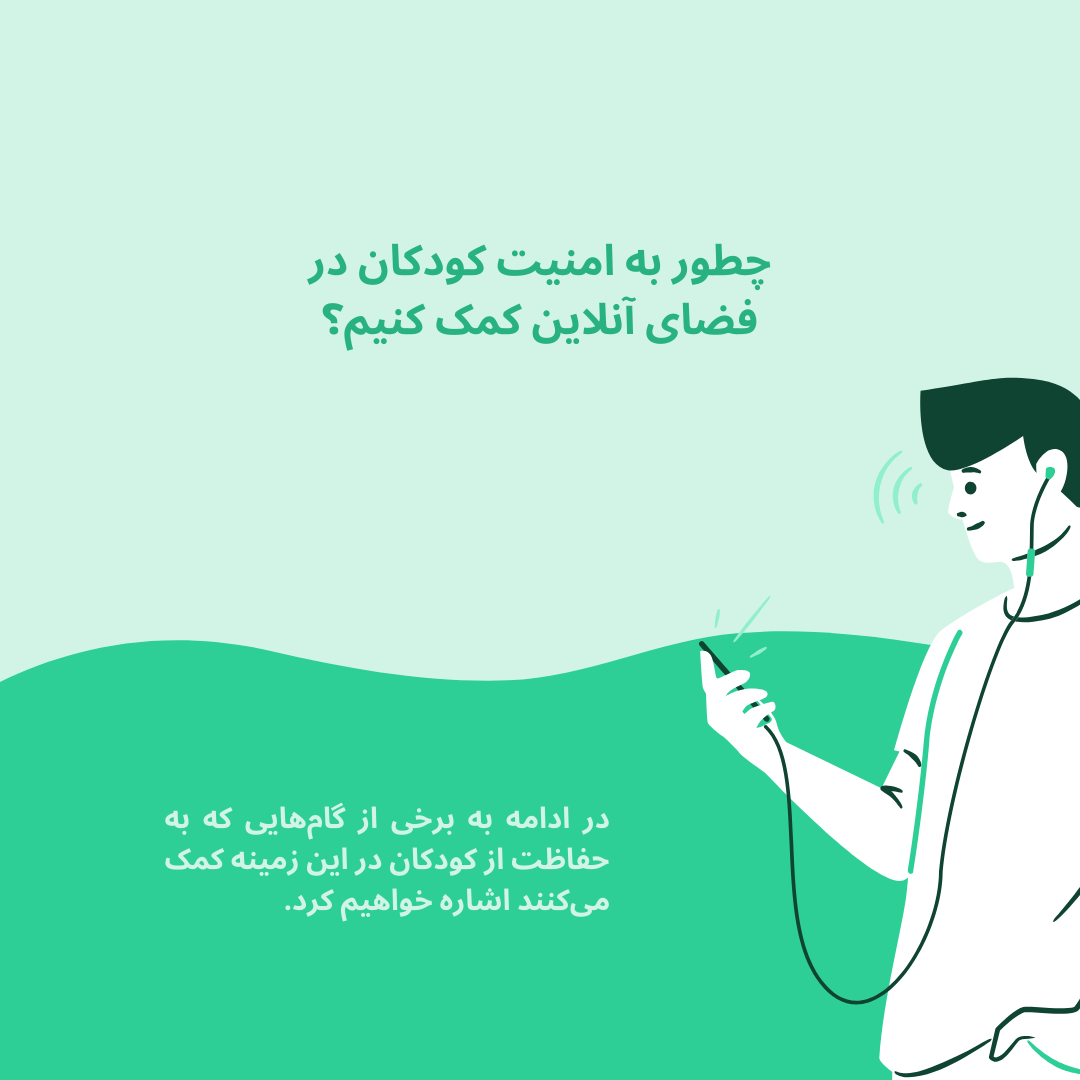 چطور به امنیت کودکان در
فضای آنلاین کمک کنیم؟
در ادامه به برخی از گام‌هایی که به
حفاظت از کودکان در این زمینه کمک
می‌کنند اشاره خواهیم کرد.